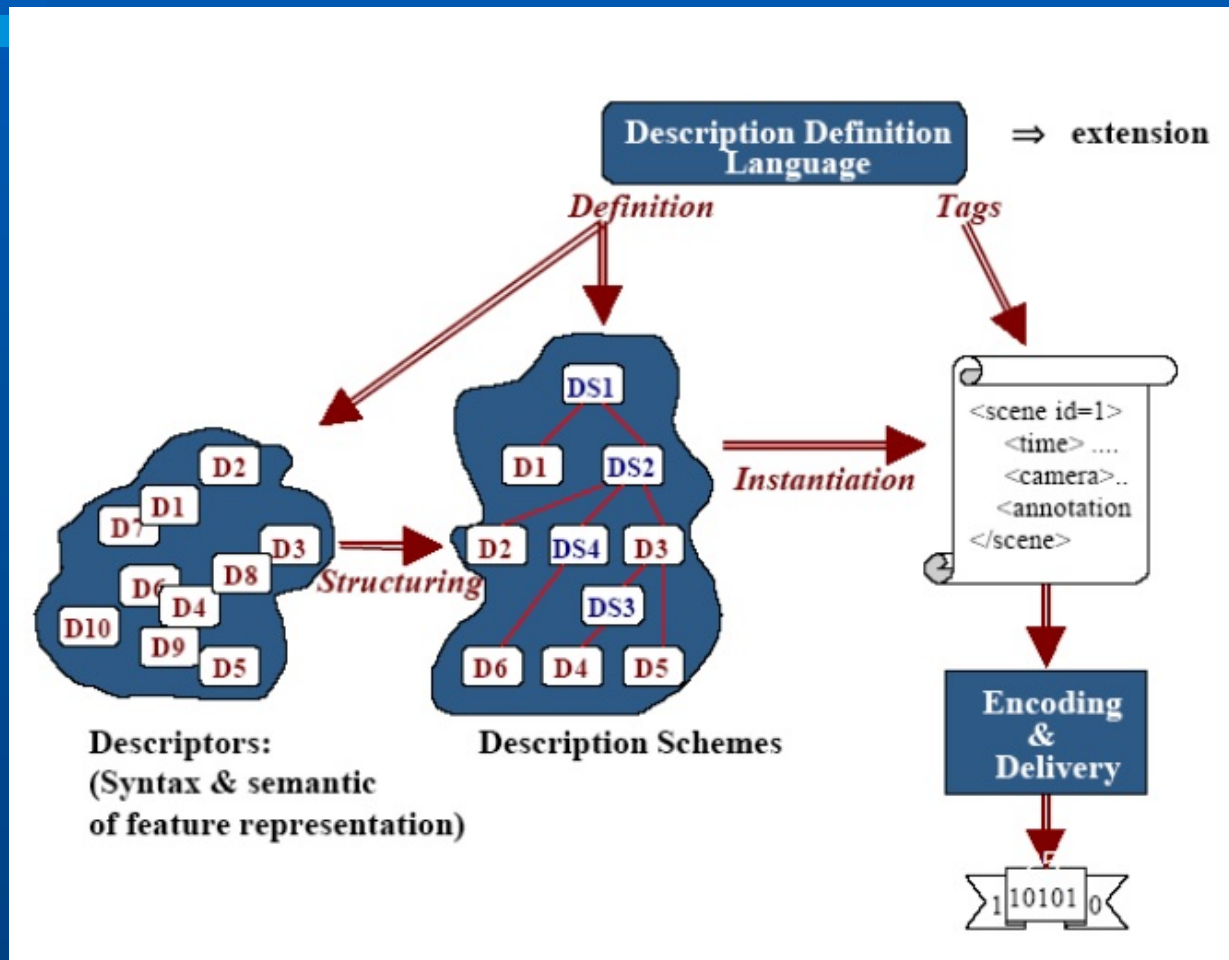 Description Definition
Language
⇒ extension
Definition
Tags
DS1
D1
DS2
D2
DS4
D3
DS3
D6
D4
D5
D2
D1
D7
D3
D8
D6
D4
D10
D9
D5
Structuring
Instantiation
<scene id=1>
<time> ....
<camera>..
<annotation
</scene>
Descriptors:
(Syntax & semantic
of feature representation)
Description Schemes
Encoding
&
Delivery
1 10101 0